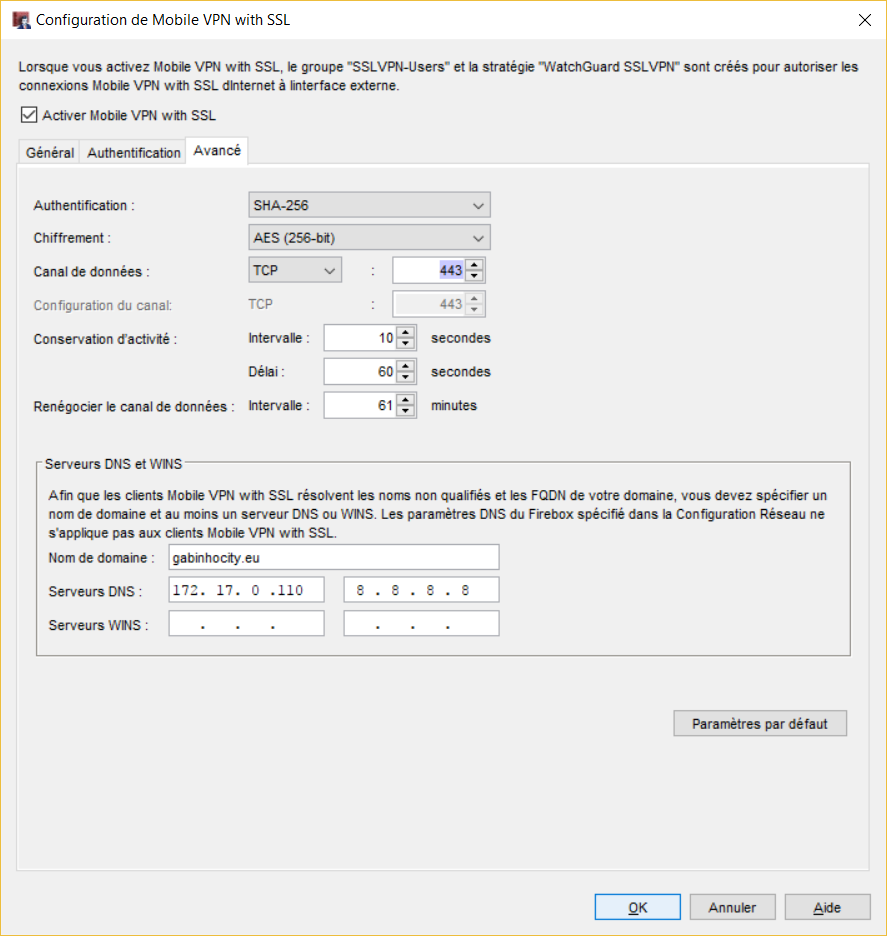 Configuration de Mobile VPN with SSL
Lorsque vous activez Mobile VPN with SSL, le groupe "SSLVPN-Users" et la stratégie "WatchGuard SSLVPN" sont créés pour autoriser les
connexions Mobile VPN with SSL dInternet à linterface externe.
Activer Mobile VPN with SSL
Général Authentification Avancé
Authentification : SHA-256
Chiffrement : AES (256-bit)
Canal de données : TCP : 443
Configuration du canal: TCP : 443
Conservation d'activité : Intervalle : 10 secondes
Délai : 60 secondes
Renégocier le canal de données : Intervalle : 61 minutes
Serveurs DNS et WINS
Afin que les clients Mobile VPN with SSL résolvent les noms non qualifiés et les FQDN de votre domaine, vous devez spécifier un
nom de domaine et au moins un serveur DNS ou WINS. Les paramètres DNS du Firebox spécifié dans la Configuration Réseau ne
s'applique pas aux clients Mobile VPN with SSL.
Nom de domaine : gabinhocity.eu
Serveurs DNS : 172. 17. 0 .110 8 . 8 . 8 . 8
Serveurs WINS : . . . . . .
Paramètres par défaut
OK Annuler Aide